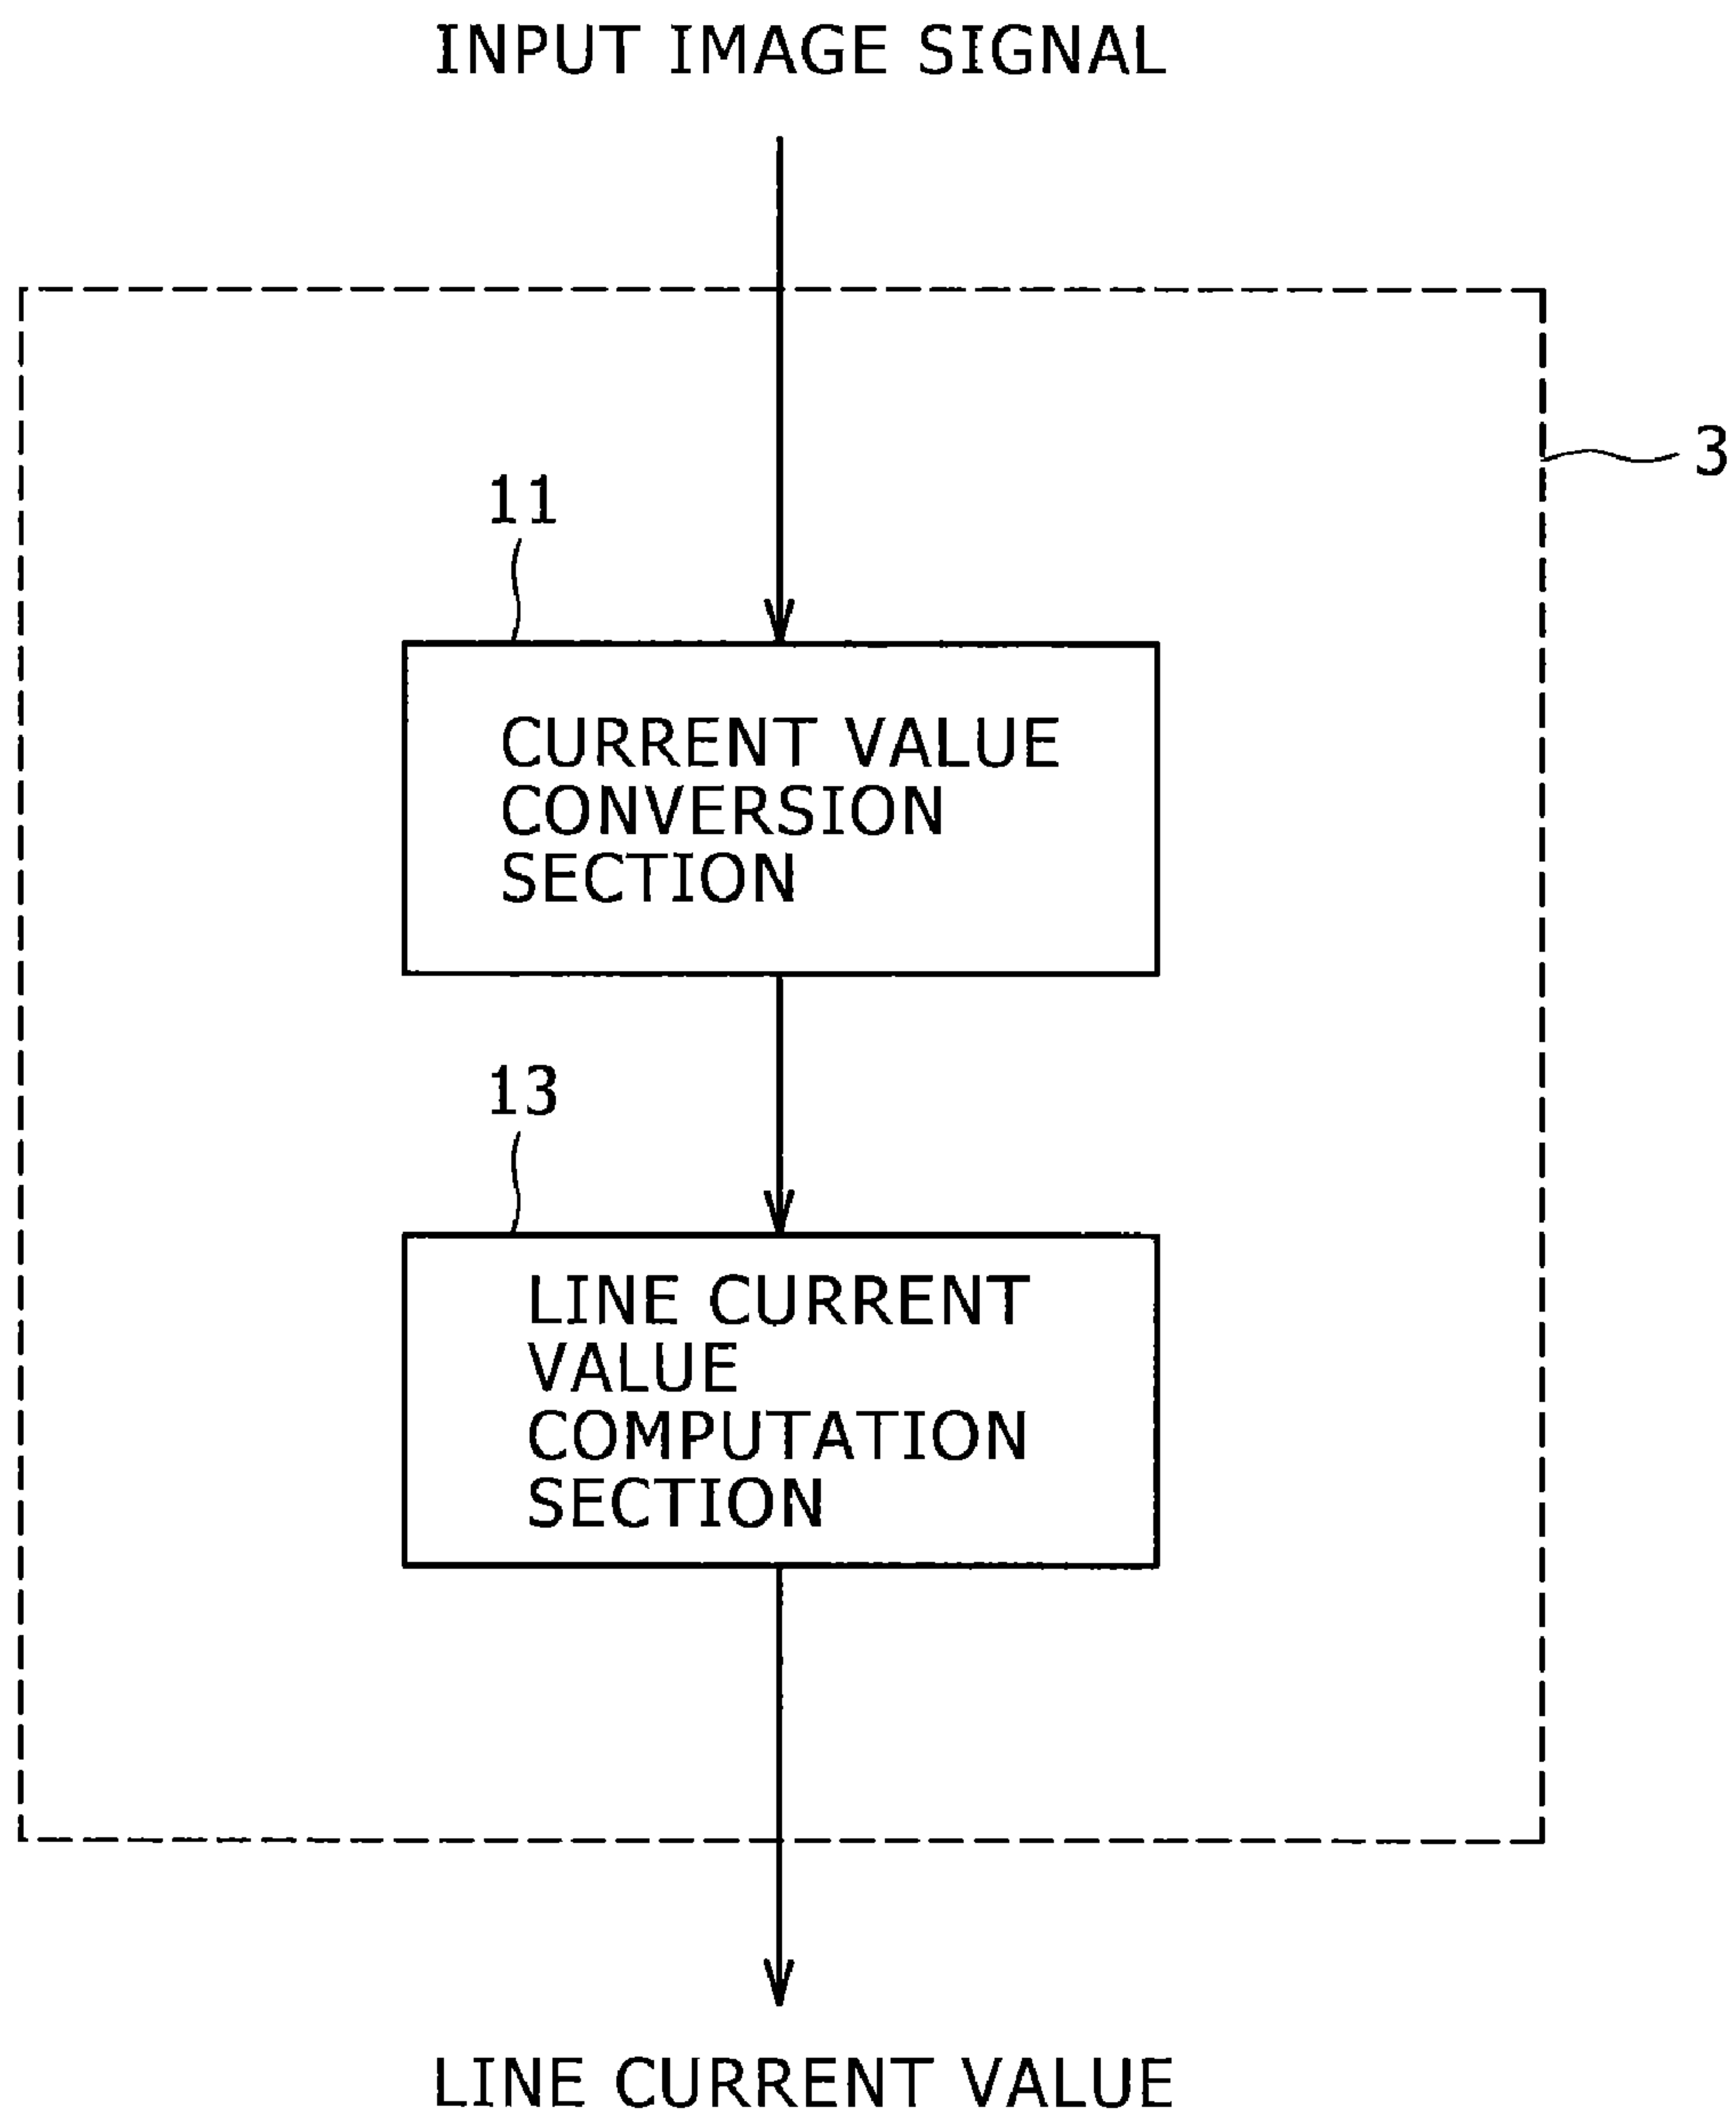 INPUT IMAGE SIGNAL
3
11
CURRENT VALUE
CONVERSION
SECTION
13
LINE CURRENT
VALUE
COMPUTATION
SECTION
LINE CURRENT VALUE